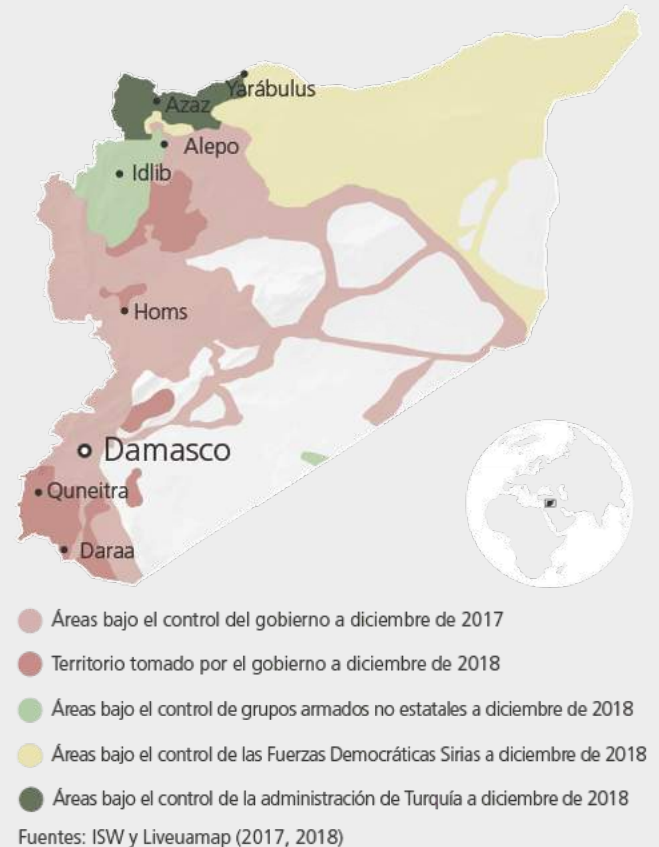 Yarábulus
Azaz
Alepo
Idlib
Homs
Damasco
Quneitra
Daraa
Áreas bajo el control del gobierno a diciembre de 2017
Territorio tomado por el gobierno a diciembre de 2018
Áreas bajo el control de grupos armados no estatales a diciembre de 2018
Áreas bajo el control de las Fuerzas Democráticas Sirias a diciembre de 2018
Áreas bajo el control de la administración de Turquía a diciembre de 2018
Fuentes: ISW y Liveuamap (2017, 2018)